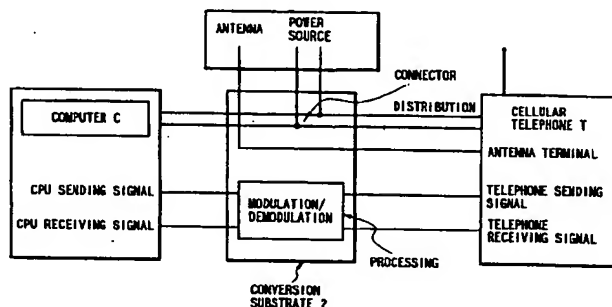 ANTENNA
POWER
SOURCE
CONNECTOR
DISTRIBUTION
COMPUTER C
CELLULAR
TELEPHONE T
ANTENNA TERMINAL
CPU SENDING SIGNAL
MODULATION/
DEMODULATION
TELEPHONE SENDING
SIGNAL
CPU RECEIVING SIGNAL
TELEPHONE
RECEIVING SIGNAL
PROCESSING
CONVERSION
SUBSTRATE 2